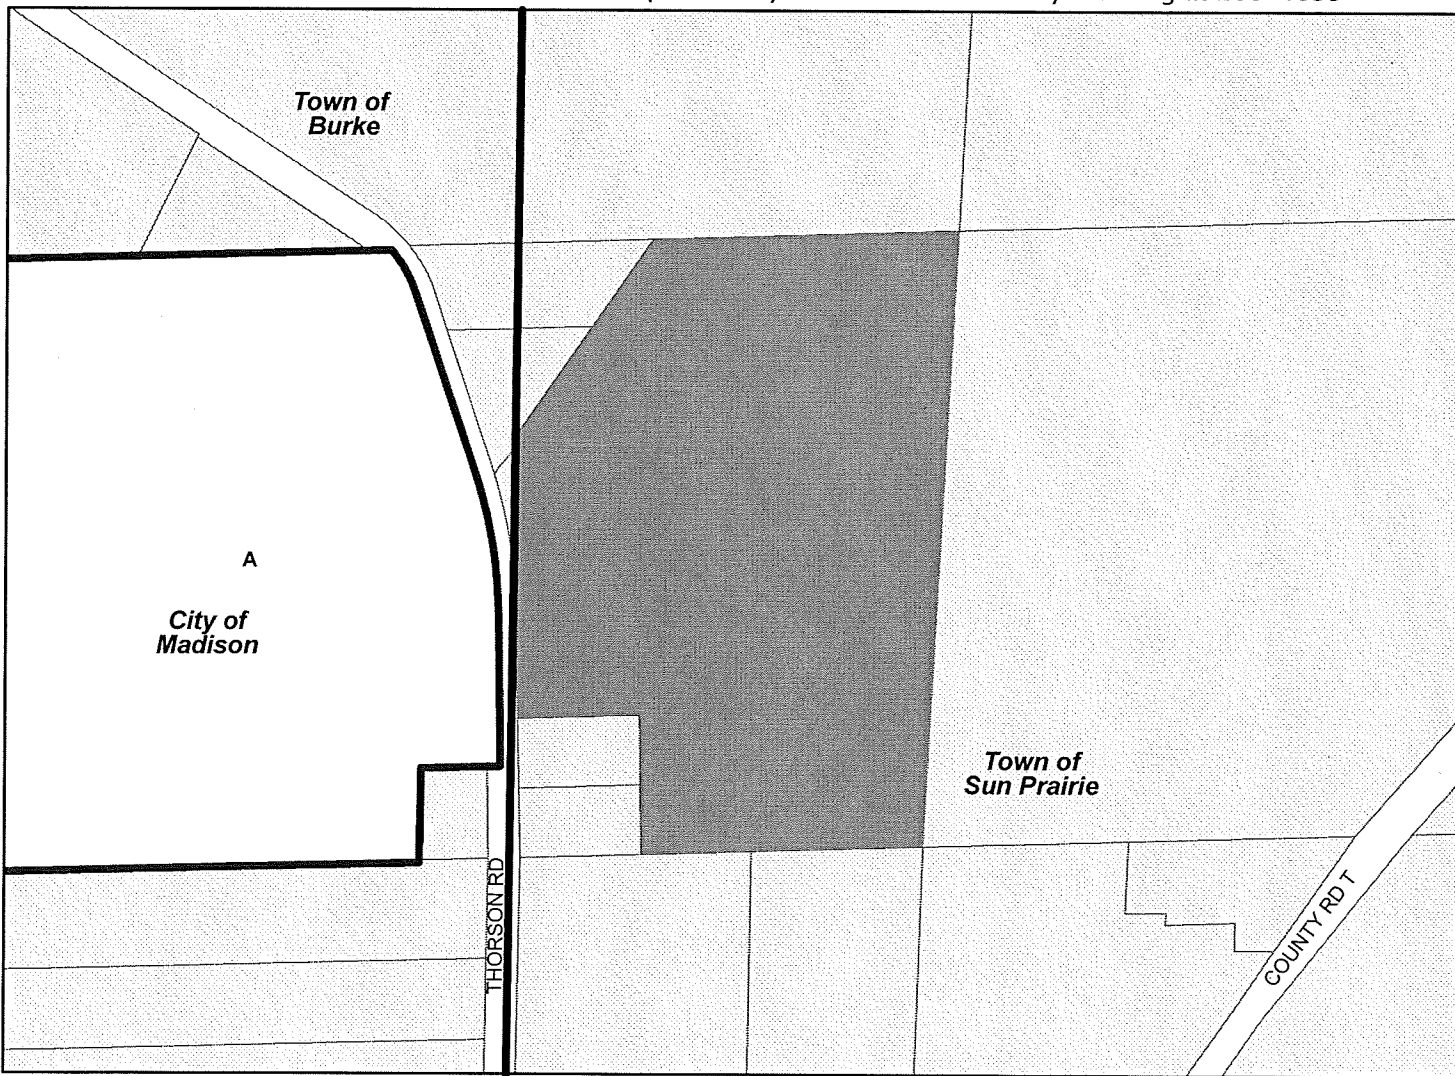 Town of
Burke
A
City of
Madison
Town of
Sun Prairie
THORSON RD
COUNTY RD T